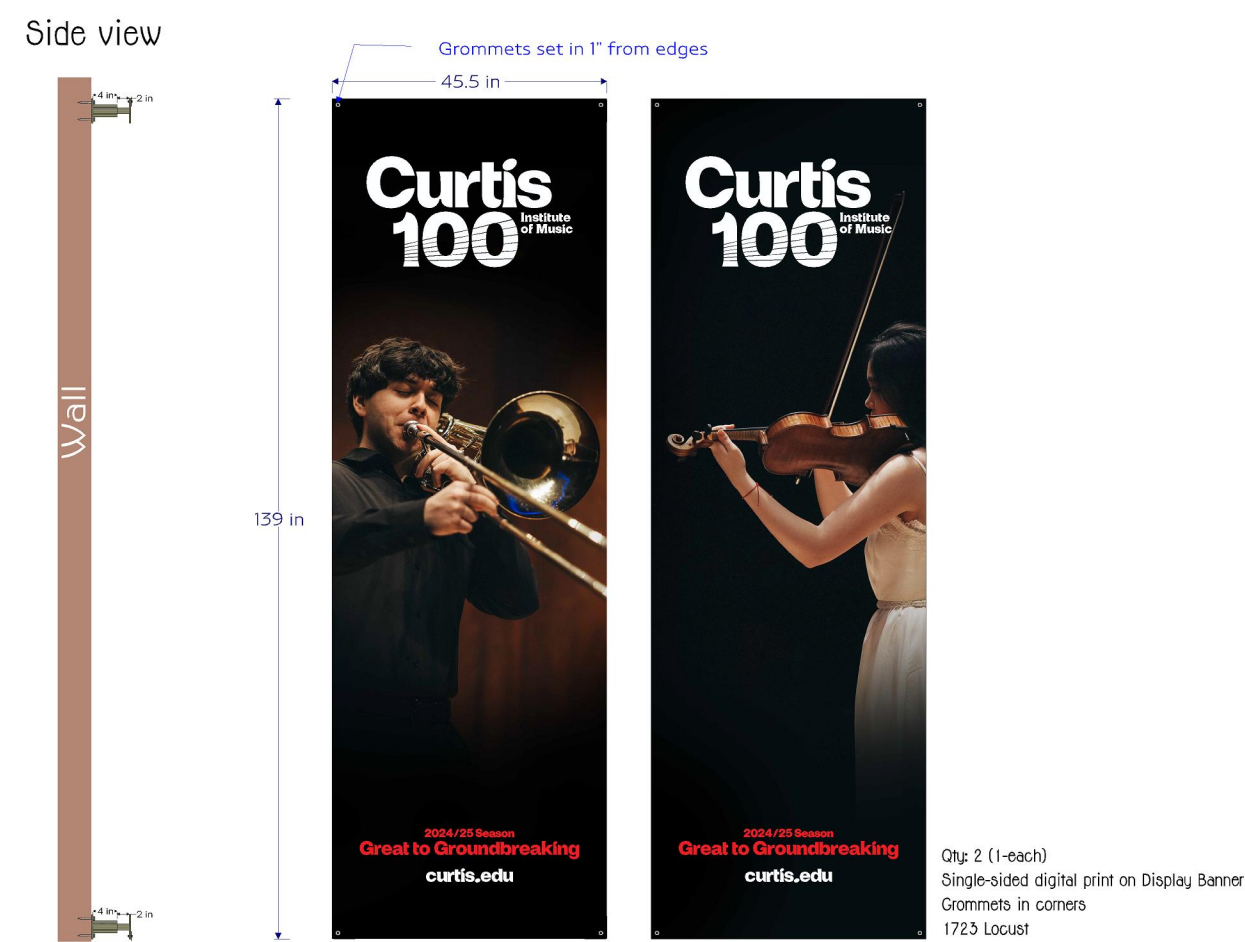 Side view
Grommets set in 1" from edges
45.5 in
4 in
2 in
Wall
139 in
Curtis
100
Institute
of Music
2024/25 Season
Great to Groundbreaking
curtis.edu
Curtis
100
Institute
of Music
2024/25 Season
Great to Groundbreaking
curtis.edu
4 in
2 in
Qty: 2 (1-each)
Single-sided digital print on Display Banner
Grommets in corners
1723 Locust